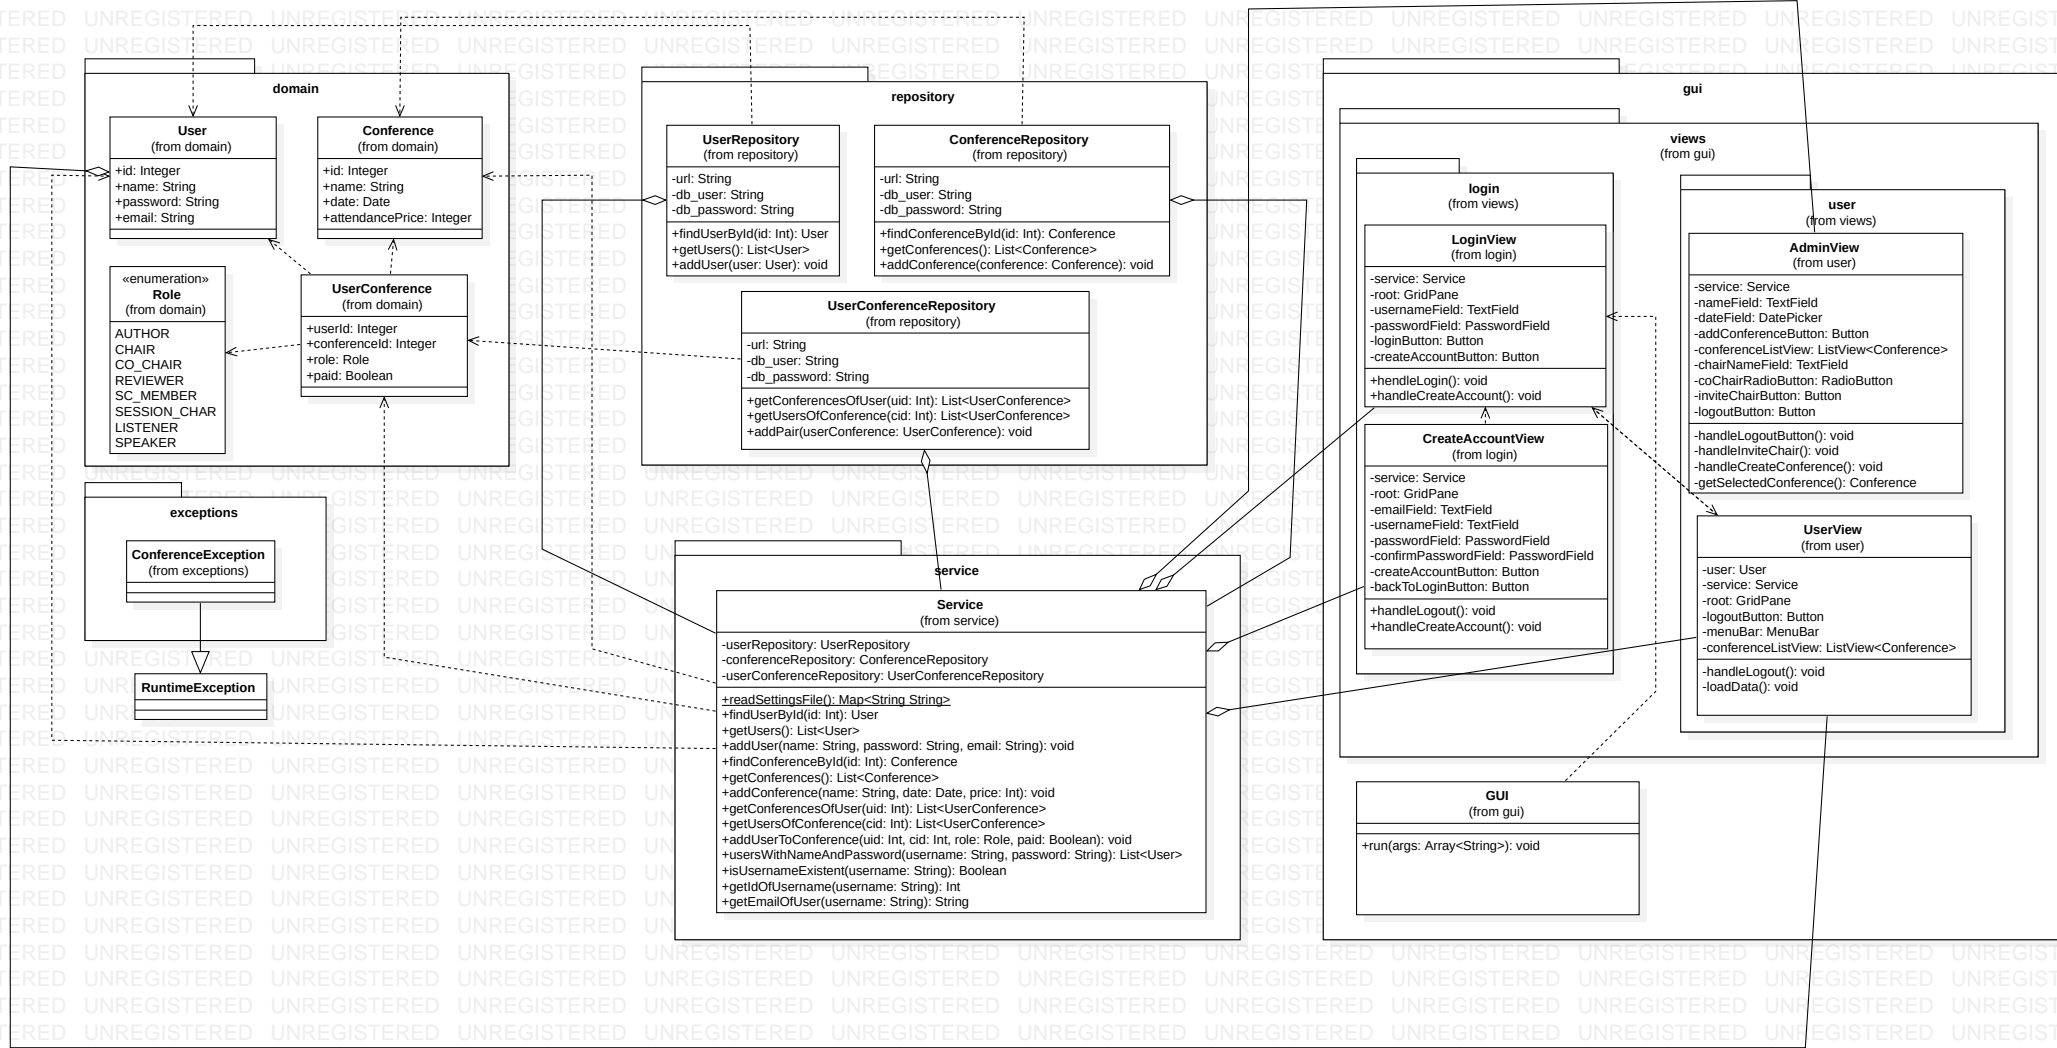 domain
User
(from domain)
+id: Integer
+name: String
+password: String
+email: String
Conference
(from domain)
+id: Integer
+name: String
+date: Date
+attendancePrice: Integer
«enumeration»
Role
(from domain)
AUTHOR
CHAIR
CO_CHAIR
REVIEWER
SC_MEMBER
SESSION_CHAR
LISTENER
SPEAKER
UserConference
(from domain)
+userId: Integer
+conferenceId: Integer
+role: Role
+paid: Boolean
exceptions
ConferenceException
(from exceptions)
RuntimeException
repository
UserRepository
(from repository)
-url: String
-db_user: String
-db_password: String
+findUserById(id: Int): User
+getUsers(): List<User>
+addUser(user: User): void
ConferenceRepository
(from repository)
-url: String
-db_user: String
-db_password: String
+findConferenceById(id: Int): Conference
+getConferences(): List<Conference>
+addConference(conference: Conference): void
UserConferenceRepository
(from repository)
-url: String
-db_user: String
-db_password: String
+getConferencesOfUser(uid: Int): List<UserConference>
+getUsersOfConference(cid: Int): List<UserConference>
+addPair(userConference: UserConference): void
service
Service
(from service)
-userRepository: UserRepository
-conferenceRepository: ConferenceRepository
-userConferenceRepository: UserConferenceRepository
+readSettingsFile(): Map<String String>
+findUserById(id: Int): User
+getUsers(): List<User>
+addUser(name: String, password: String, email: String): void
+findConferenceById(id: Int): Conference
+getConferences(): List<Conference>
+addConference(name: String, date: Date, price: Int): void
+getConferencesOfUser(uid: Int): List<UserConference>
+getUsersOfConference(cid: Int): List<UserConference>
+addUserToConference(uid: Int, cid: Int, role: Role, paid: Boolean): void
+usersWithNameAndPassword(username: String, password: String): List<User>
+isUsernameExistent(username: String): Boolean
+getIdOfUsername(username: String): Int
+getEmailOfUser(username: String): String
gui
views
(from gui)
login
(from views)
LoginView
(from login)
-service: Service
-root: GridPane
-usernameField: TextField
-passwordField: PasswordField
-loginButton: Button
-createAccountButton: Button
+hendleLogin(): void
+handleCreateAccount(): void
CreateAccountView
(from login)
-service: Service
-root: GridPane
-emailField: TextField
-usernameField: TextField
-passwordField: PasswordField
-confirmPasswordField: PasswordField
-createAccountButton: Button
-backToLoginButton: Button
+handleLogout(): void
+handleCreateAccount(): void
user
(from views)
AdminView
(from user)
-service: Service
-nameField: TextField
-dateField: DatePicker
-addConferenceButton: Button
-conferenceListView: ListView<Conference>
-chairNameField: TextField
-coChairRadioButton: RadioButton
-inviteChairButton: Button
-logoutButton: Button
-handleLogoutButton(): void
-handleInviteChair(): void
-handleCreateConference(): void
-getSelectedConference(): Conference
UserView
(from user)
-user: User
-service: Service
-root: GridPane
-logoutButton: Button
-menuBar: MenuBar
-conferenceListView: ListView<Conference>
-handleLogout(): void
-loadData(): void
GUI
(from gui)
+run(args: Array<String>): void
UNREGISTERED